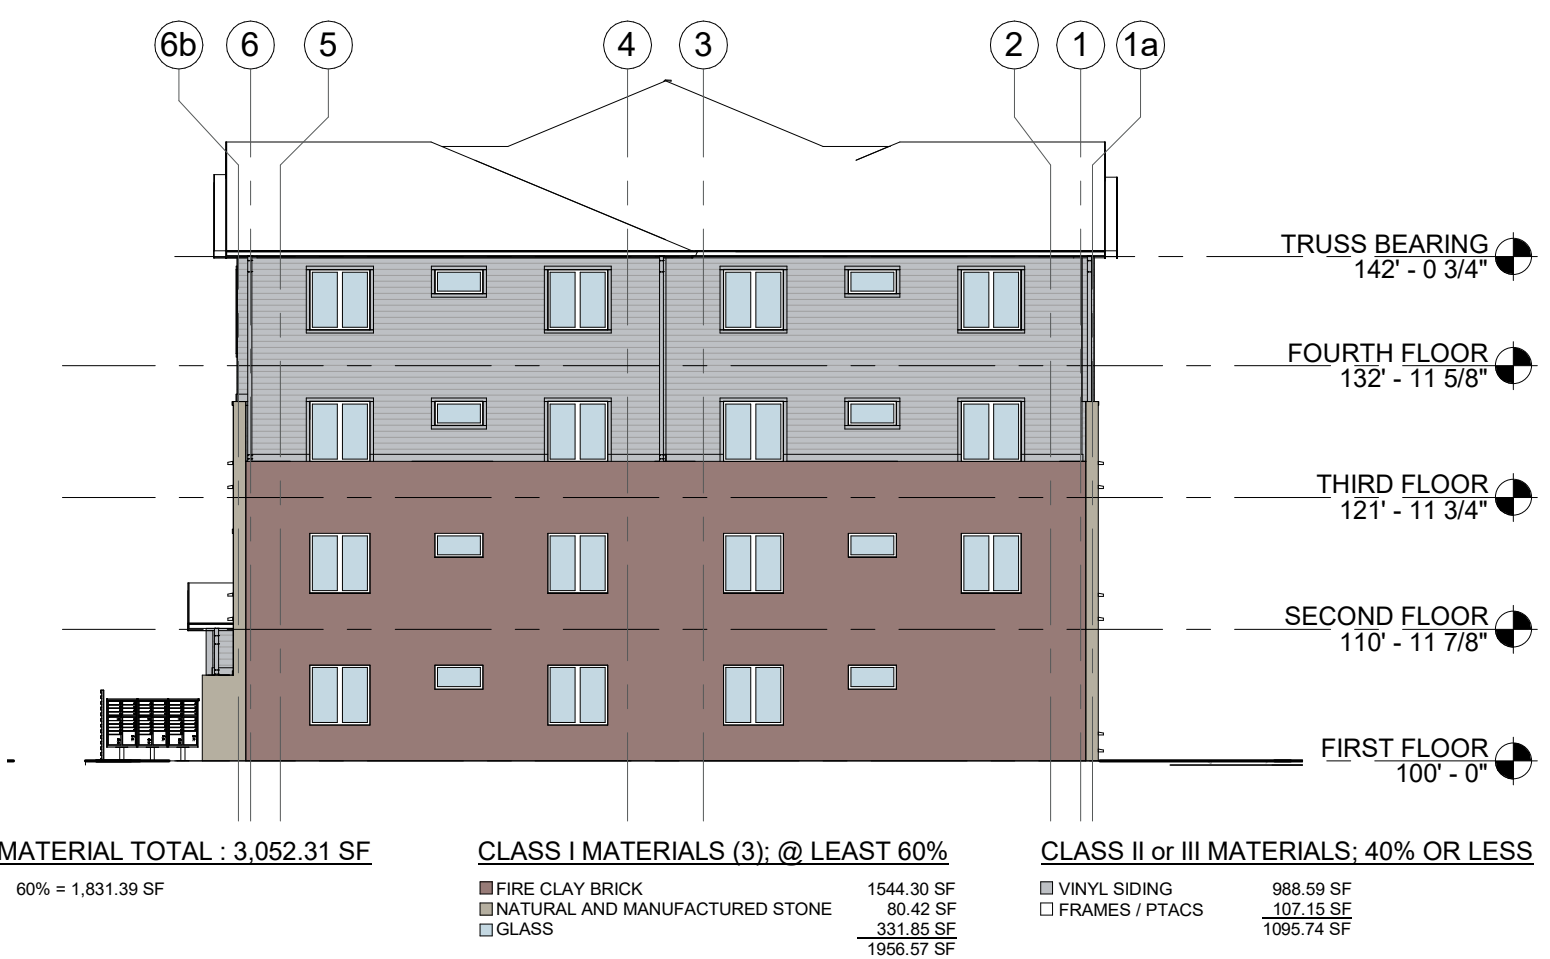 6b 6 5 4 3 2 1 1a
TRUSS BEARING
142' - 0 3/4"
FOURTH FLOOR
132' - 11 5/8"
THIRD FLOOR
121' - 11 3/4"
SECOND FLOOR
110' - 11 7/8"
FIRST FLOOR
100' - 0"
MATERIAL TOTAL : 3,052.31 SF
60% = 1,831.39 SF
CLASS I MATERIALS (3); @ LEAST 60%
FIRE CLAY BRICK 1544.30 SF
NATURAL AND MANUFACTURED STONE 80.42 SF
GLASS 331.85 SF
1956.57 SF
CLASS II or III MATERIALS; 40% OR LESS
VINYL SIDING 988.59 SF
FRAMES / PTACS 107.15 SF
1095.74 SF